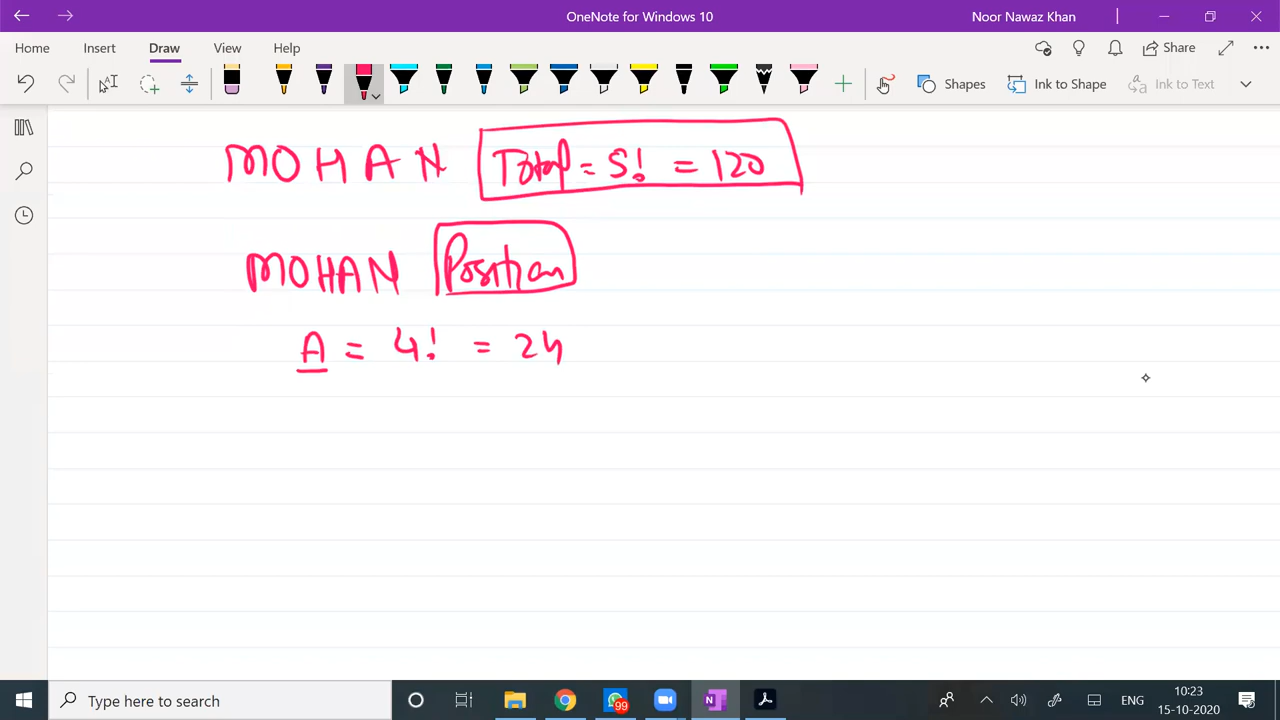 OneNote for Windows 10
Noor Nawaz Khan
Home Insert Draw View Help Share
Shapes Ink to Shape Ink to Text
MOHAN Total = 5! = 120
MOHAN Position
A = 4! = 24
Type here to search
99
ENG
10:23
15-10-2020